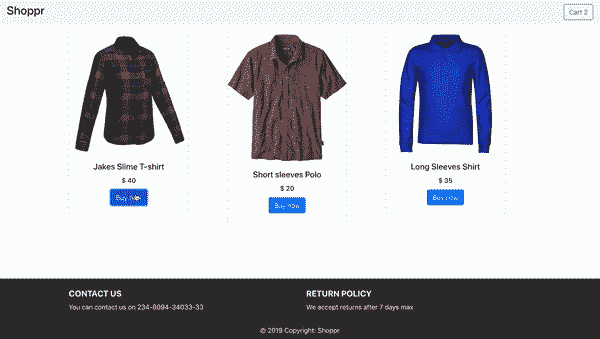 Shoppr
Cart 2
Jakes Slime T-shirt
$ 40
Buy now
Short sleeves Polo
$ 20
Buy now
Long Sleeves Shirt
$ 35
Buy now
CONTACT US
You can contact us on 234-8094-34033-33
RETURN POLICY
We accept returns after 7 days max
© 2019 Copyright: Shoppr